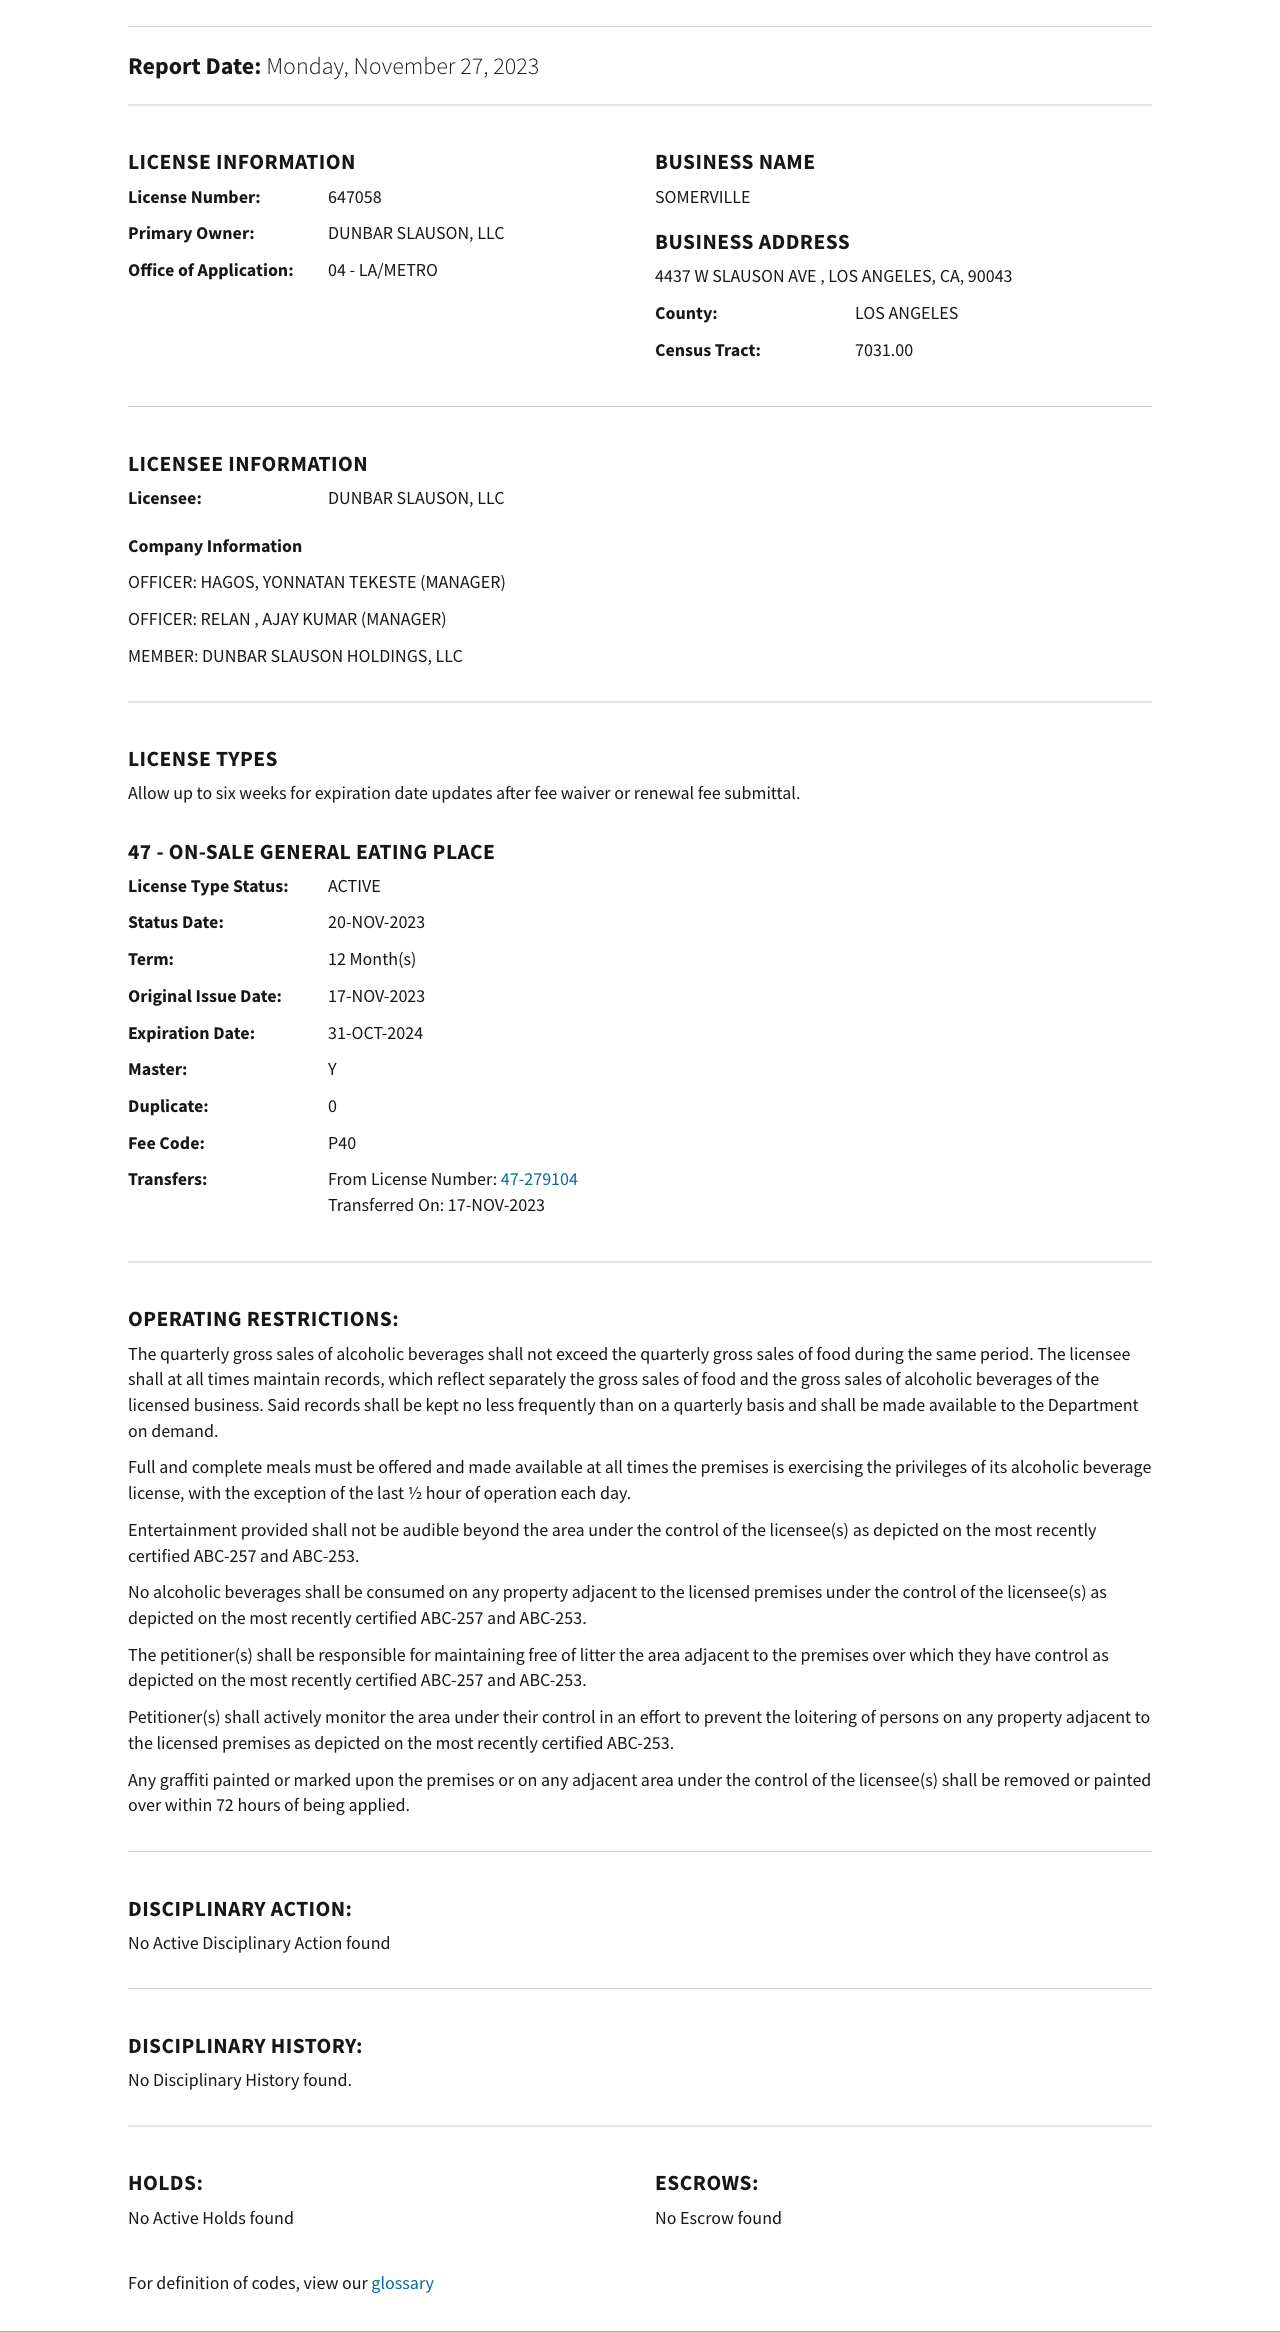 Report Date: Monday, November 27, 2023
LICENSE INFORMATION
License Number: 647058
Primary Owner: DUNBAR SLAUSON, LLC
Office of Application: 04 - LA/METRO
BUSINESS NAME
SOMERVILLE
BUSINESS ADDRESS
4437 W SLAUSON AVE , LOS ANGELES, CA, 90043
County: LOS ANGELES
Census Tract: 7031.00
LICENSEE INFORMATION
Licensee: DUNBAR SLAUSON, LLC
Company Information
OFFICER: HAGOS, YONNATAN TEKESTE (MANAGER)
OFFICER: RELAN , AJAY KUMAR (MANAGER)
MEMBER: DUNBAR SLAUSON HOLDINGS, LLC
LICENSE TYPES
Allow up to six weeks for expiration date updates after fee waiver or renewal fee submittal.
47 - ON-SALE GENERAL EATING PLACE
License Type Status: ACTIVE
Status Date: 20-NOV-2023
Term: 12 Month(s)
Original Issue Date: 17-NOV-2023
Expiration Date: 31-OCT-2024
Master: Y
Duplicate: 0
Fee Code: P40
Transfers: From License Number: 47-279104
Transferred On: 17-NOV-2023
OPERATING RESTRICTIONS:
The quarterly gross sales of alcoholic beverages shall not exceed the quarterly gross sales of food during the same period. The licensee
shall at all times maintain records, which reflect separately the gross sales of food and the gross sales of alcoholic beverages of the
licensed business. Said records shall be kept no less frequently than on a quarterly basis and shall be made available to the Department
on demand.
Full and complete meals must be offered and made available at all times the premises is exercising the privileges of its alcoholic beverage
license, with the exception of the last ½ hour of operation each day.
Entertainment provided shall not be audible beyond the area under the control of the licensee(s) as depicted on the most recently
certified ABC-257 and ABC-253.
No alcoholic beverages shall be consumed on any property adjacent to the licensed premises under the control of the licensee(s) as
depicted on the most recently certified ABC-257 and ABC-253.
The petitioner(s) shall be responsible for maintaining free of litter the area adjacent to the premises over which they have control as
depicted on the most recently certified ABC-257 and ABC-253.
Petitioner(s) shall actively monitor the area under their control in an effort to prevent the loitering of persons on any property adjacent to
the licensed premises as depicted on the most recently certified ABC-253.
Any graffiti painted or marked upon the premises or on any adjacent area under the control of the licensee(s) shall be removed or painted
over within 72 hours of being applied.
DISCIPLINARY ACTION:
No Active Disciplinary Action found
DISCIPLINARY HISTORY:
No Disciplinary History found.
HOLDS:
No Active Holds found
ESCROWS:
No Escrow found
For definition of codes, view our glossary